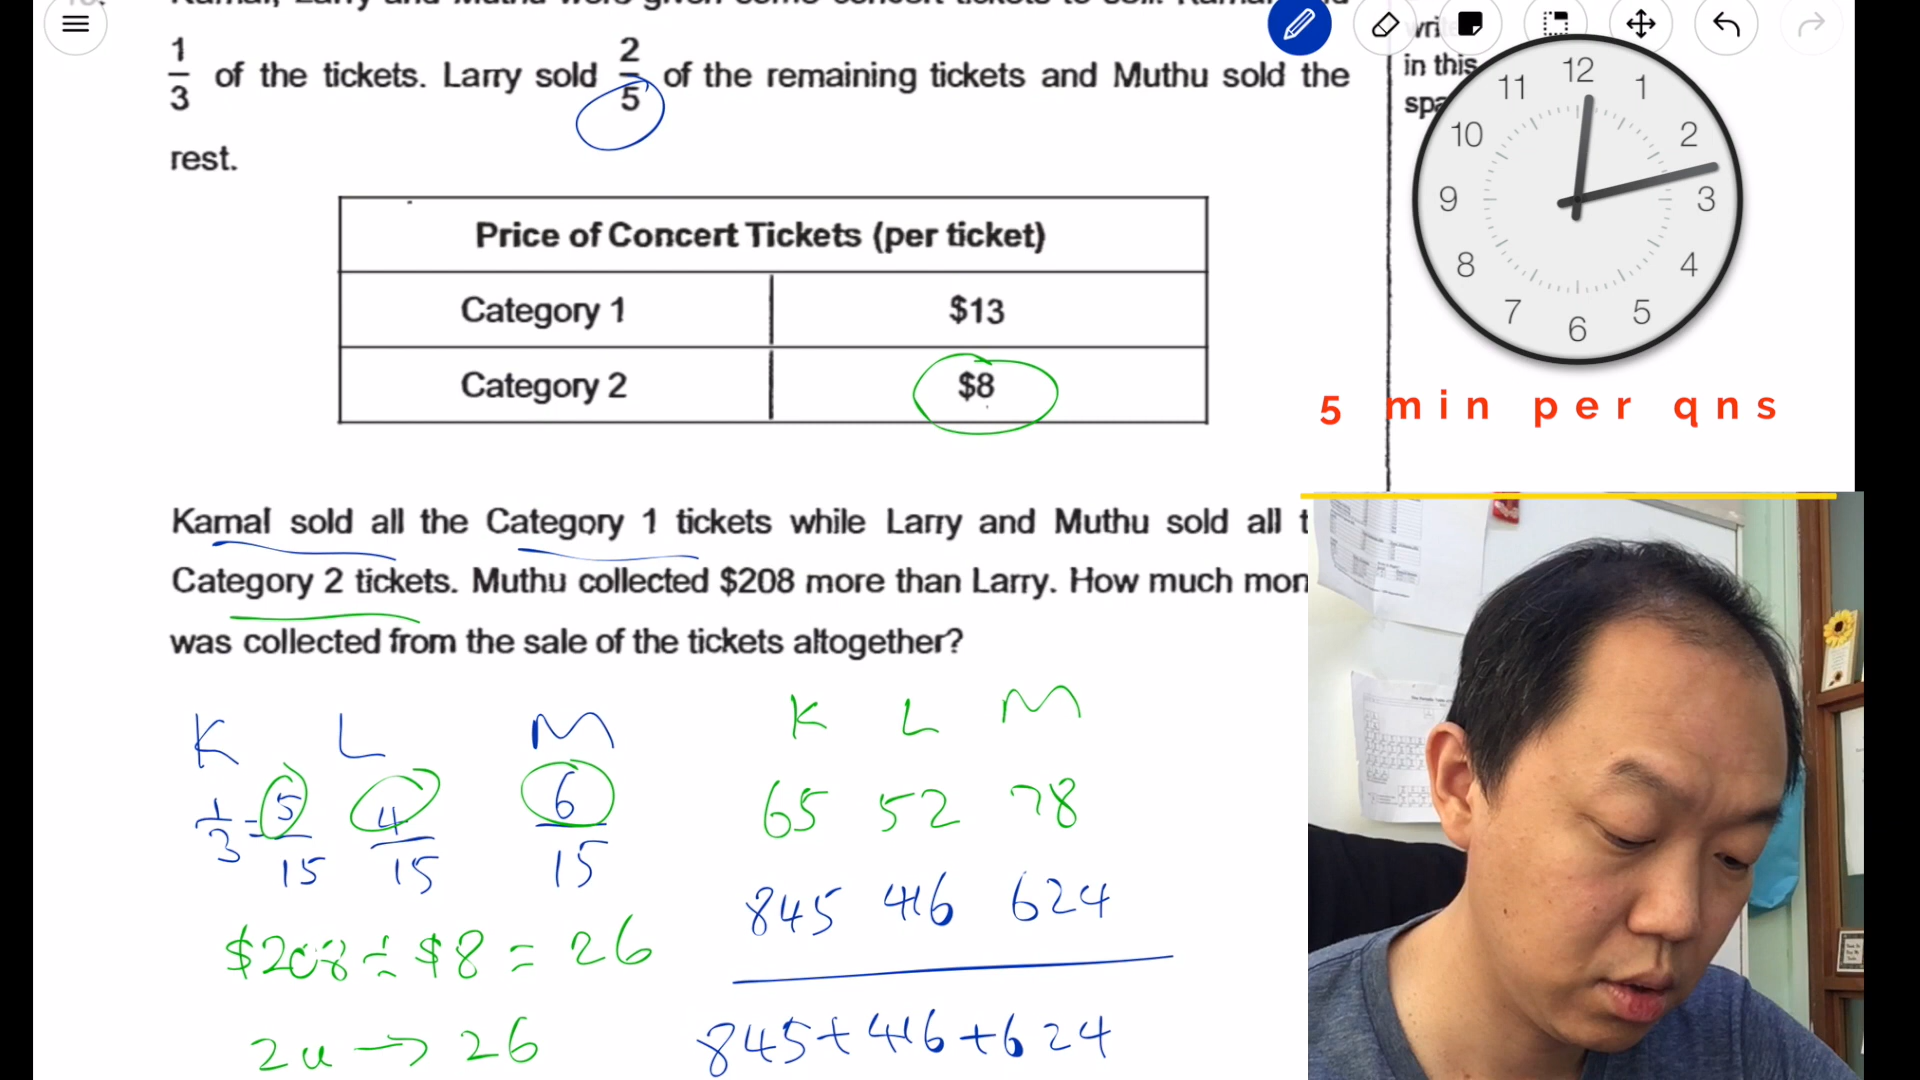 1/3 of the tickets. Larry sold 2/5 of the remaining tickets and Muthu sold the
rest.
Price of Concert Tickets (per ticket)
Category 1 $13
Category 2 $8
Kamal sold all the Category 1 tickets while Larry and Muthu sold all
Category 2 tickets. Muthu collected $208 more than Larry. How much
was collected from the sale of the tickets altogether?
K L M
1/3 = 5/15 4/15 6/15
$208 ÷ $8 = 26
2u → 26
K L M
65 52 78
845 416 624
845 + 416 + 624
in this
12 1 2 3 4 5 6 7 8 9 10 11
5 min per qns